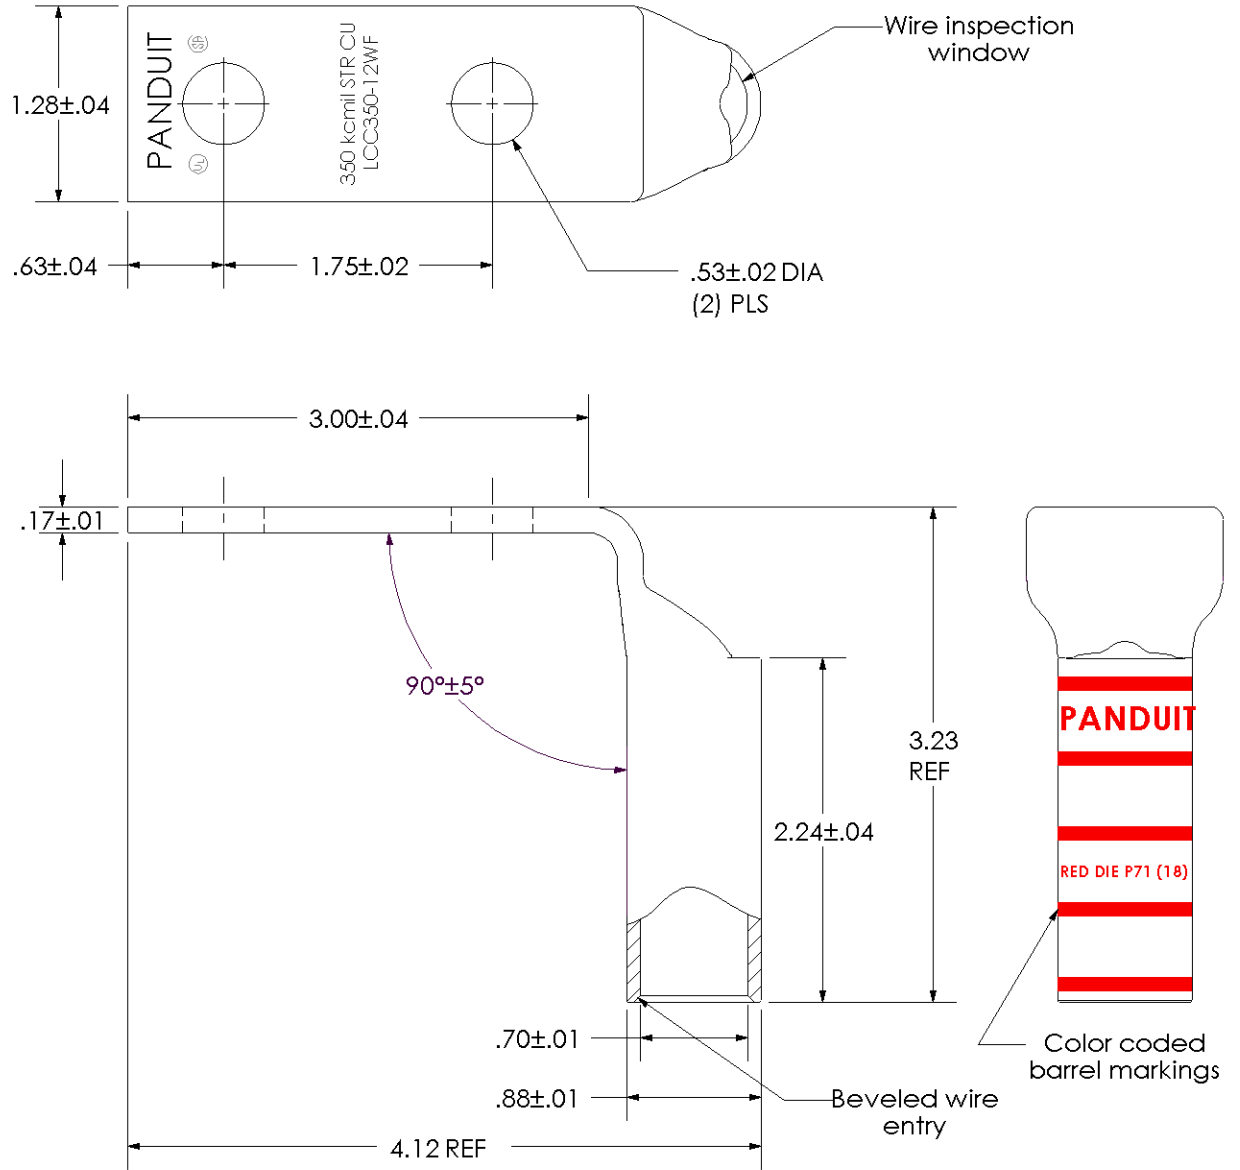 Wire inspection
window
1.28±.04
PANDUIT
SA
UL
350 kcmil STR CU
LCC350-12WF
.63±.04
1.75±.02
.53±.02 DIA
(2) PLS
3.00±.04
.17±.01
90°±5°
3.23
REF
2.24±.04
PANDUIT
RED DIE P71 (18)
.70±.01
.88±.01
4.12 REF
Beveled wire
entry
Color coded
barrel markings